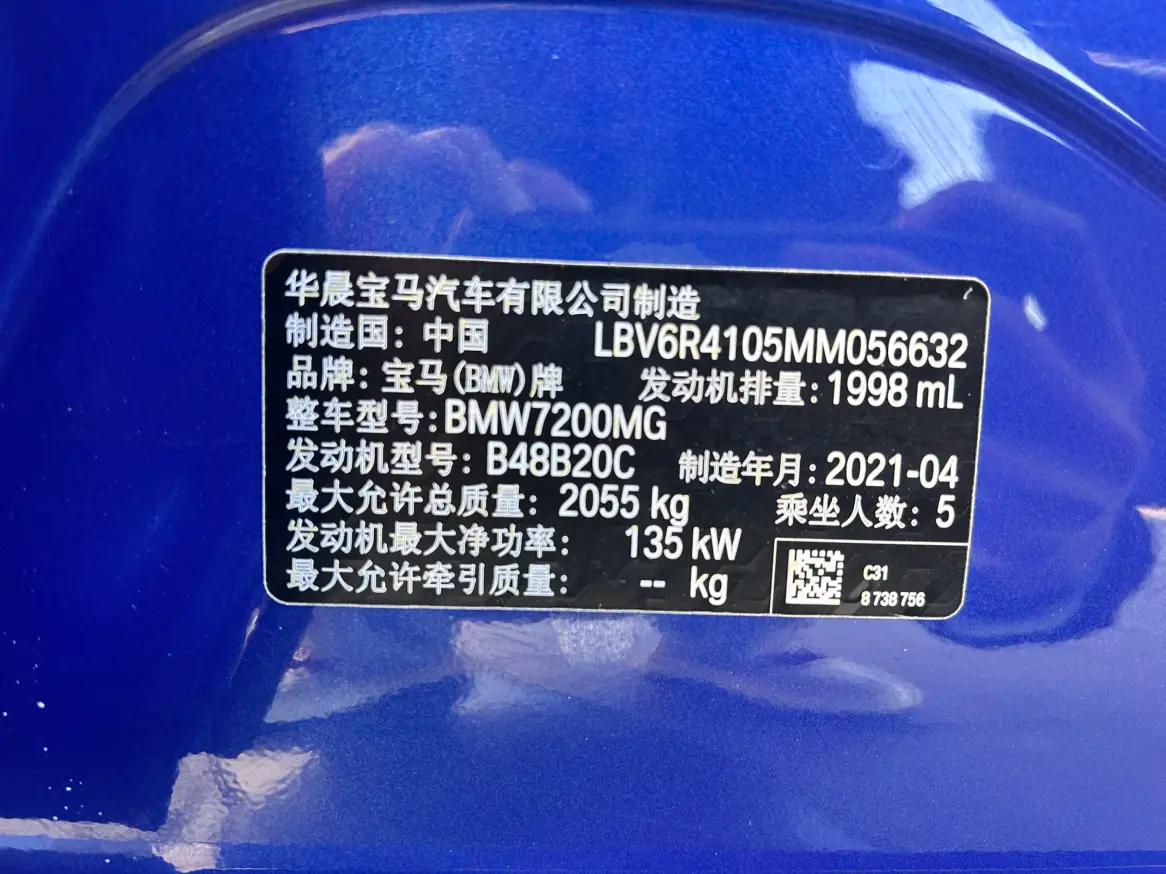 华晨宝马汽车有限公司制造
制造国：中国 LBV6R4105MM056632
品牌：宝马(BMW)牌 发动机排量：1998 mL
整车型号：BMW7200MG
发动机型号：B48B20C 制造年月：2021-04
最大允许总质量：2055 kg 乘坐人数：5
发动机最大净功率： 135 kW
最大允许牵引质量： -- kg
C31
8 738 756